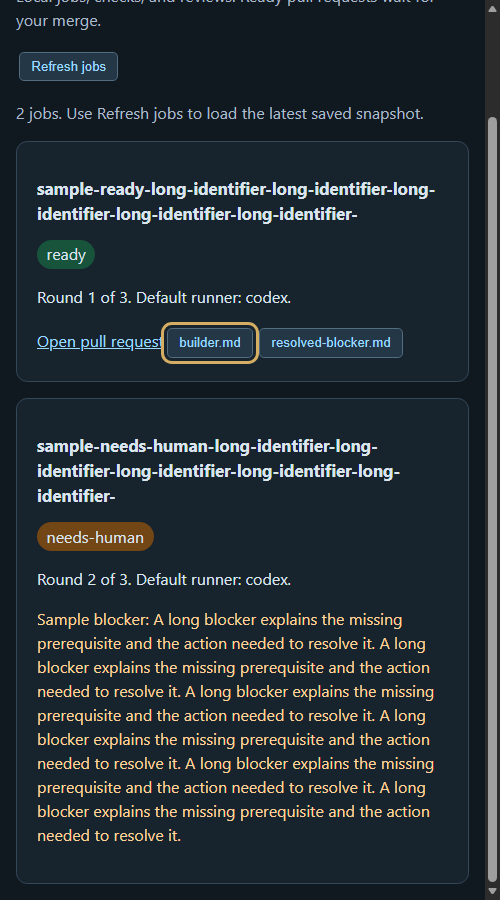 Local jobs, checks, and reviews. Ready pull requests wait for
your merge.
Refresh jobs
2 jobs. Use Refresh jobs to load the latest saved snapshot.
sample-ready-long-identifier-long-identifier-long-
identifier-long-identifier-long-identifier-
ready
Round 1 of 3. Default runner: codex.
Open pull request builder.md resolved-blocker.md
sample-needs-human-long-identifier-long-
identifier-long-identifier-long-identifier-long-
identifier-
needs-human
Round 2 of 3. Default runner: codex.
Sample blocker: A long blocker explains the missing
prerequisite and the action needed to resolve it. A long
blocker explains the missing prerequisite and the action
needed to resolve it. A long blocker explains the missing
prerequisite and the action needed to resolve it. A long
blocker explains the missing prerequisite and the action
needed to resolve it. A long blocker explains the missing
prerequisite and the action needed to resolve it. A long
blocker explains the missing prerequisite and the action
needed to resolve it.